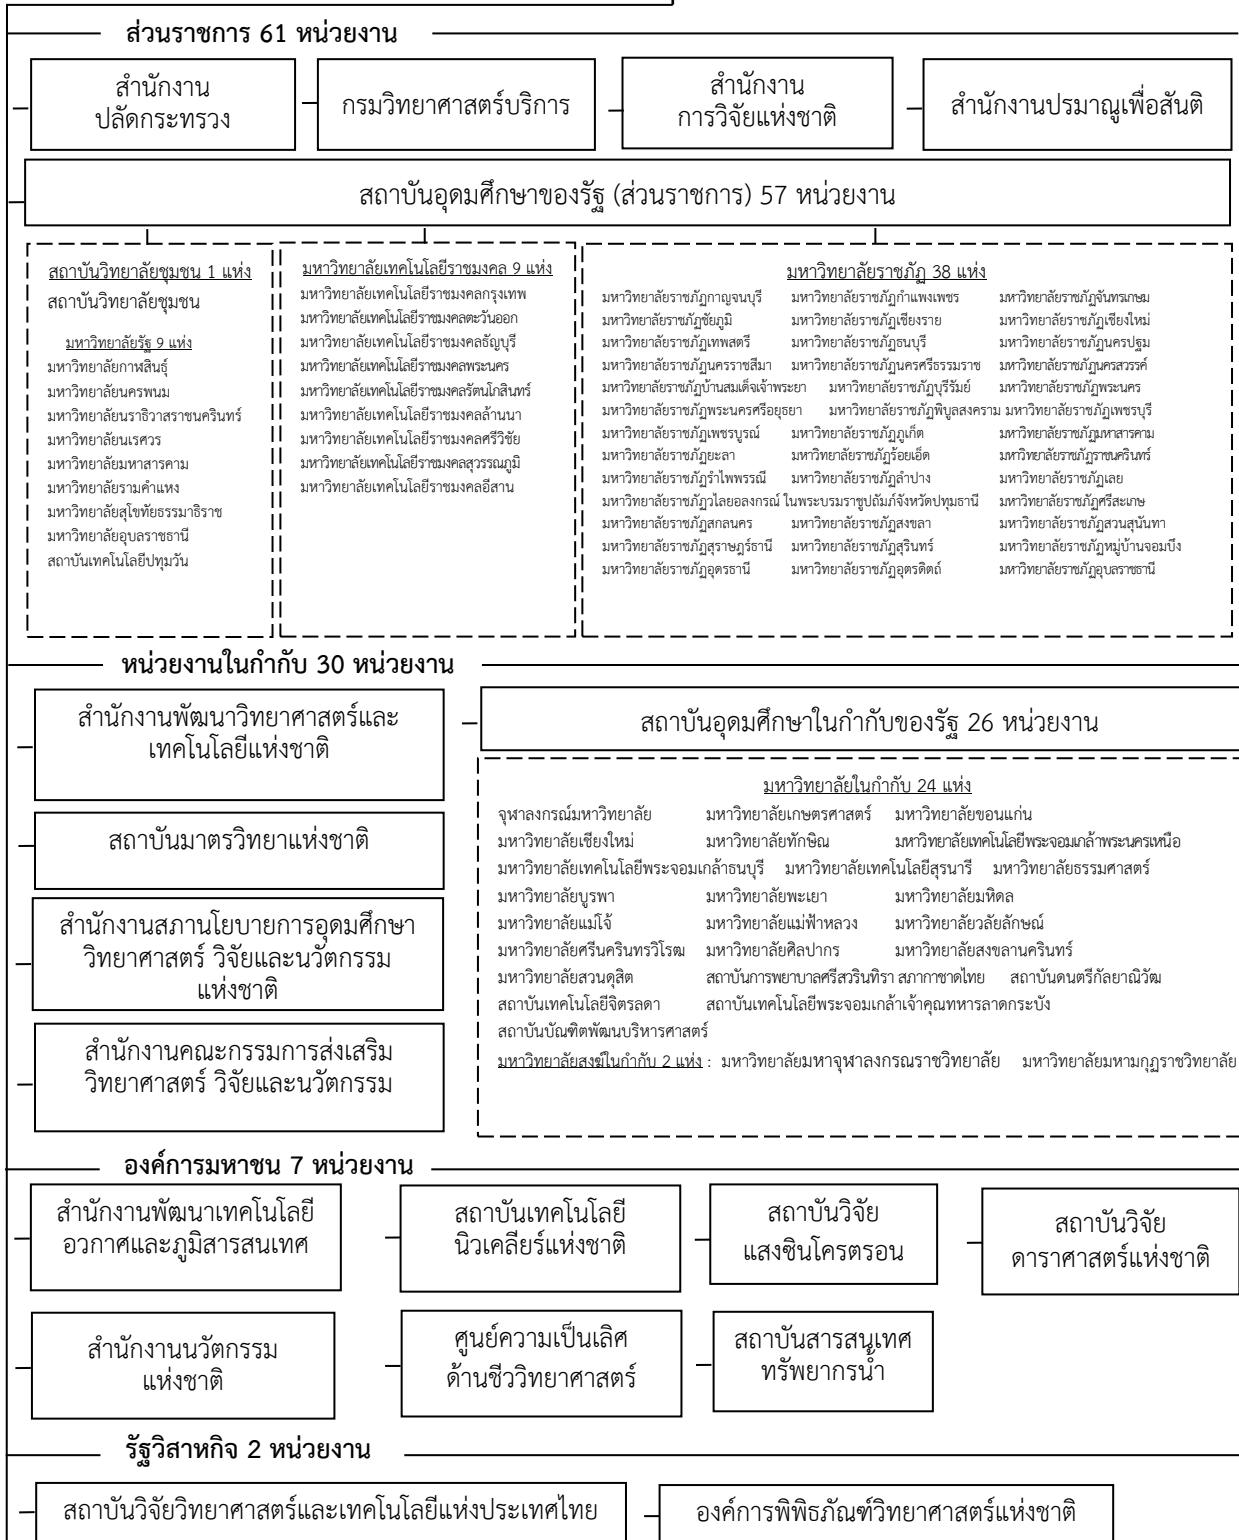 ส่วนราชการ 61 หน่วยงาน
สำนักงาน
ปลัดกระทรวง
กรมวิทยาศาสตร์บริการ
สำนักงาน
การวิจัยแห่งชาติ
สำนักงานปรมาณูเพื่อสันติ
สถาบันอุดมศึกษาของรัฐ (ส่วนราชการ) 57 หน่วยงาน
สถาบันวิทยาลัยชุมชน 1 แห่ง
สถาบันวิทยาลัยชุมชน
มหาวิทยาลัยรัฐ 9 แห่ง
มหาวิทยาลัยกาฬสินธุ์
มหาวิทยาลัยนครพนม
มหาวิทยาลัยนราธิวาสราชนครินทร์
มหาวิทยาลัยนเรศวร
มหาวิทยาลัยมหาสารคาม
มหาวิทยาลัยรามคำแหง
มหาวิทยาลัยสุโขทัยธรรมาธิราช
มหาวิทยาลัยอุบลราชธานี
สถาบันเทคโนโลยีปทุมวัน
มหาวิทยาลัยเทคโนโลยีราชมงคล 9 แห่ง
มหาวิทยาลัยเทคโนโลยีราชมงคลกรุงเทพ
มหาวิทยาลัยเทคโนโลยีราชมงคลตะวันออก
มหาวิทยาลัยเทคโนโลยีราชมงคลธัญบุรี
มหาวิทยาลัยเทคโนโลยีราชมงคลพระนคร
มหาวิทยาลัยเทคโนโลยีราชมงคลรัตนโกสินทร์
มหาวิทยาลัยเทคโนโลยีราชมงคลล้านนา
มหาวิทยาลัยเทคโนโลยีราชมงคลศรีวิชัย
มหาวิทยาลัยเทคโนโลยีราชมงคลสุวรรณภูมิ
มหาวิทยาลัยเทคโนโลยีราชมงคลอีสาน
มหาวิทยาลัยราชภัฏ 38 แห่ง
มหาวิทยาลัยราชภัฏกาญจนบุรี มหาวิทยาลัยราชภัฏกำแพงเพชร มหาวิทยาลัยราชภัฏจันทรเกษม
มหาวิทยาลัยราชภัฏชัยภูมิ มหาวิทยาลัยราชภัฏเชียงราย มหาวิทยาลัยราชภัฏเชียงใหม่
มหาวิทยาลัยราชภัฏเทพสตรี มหาวิทยาลัยราชภัฏธนบุรี มหาวิทยาลัยราชภัฏนครปฐม
มหาวิทยาลัยราชภัฏนครราชสีมา มหาวิทยาลัยราชภัฏนครศรีธรรมราช มหาวิทยาลัยราชภัฏนครสวรรค์
มหาวิทยาลัยราชภัฏบ้านสมเด็จเจ้าพระยา มหาวิทยาลัยราชภัฏบุรีรัมย์ มหาวิทยาลัยราชภัฏพระนคร
มหาวิทยาลัยราชภัฏพระนครศรีอยุธยา มหาวิทยาลัยราชภัฏพิบูลสงคราม มหาวิทยาลัยราชภัฏเพชรบุรี
มหาวิทยาลัยราชภัฏเพชรบูรณ์ มหาวิทยาลัยราชภัฏภูเก็ต มหาวิทยาลัยราชภัฏมหาสารคาม
มหาวิทยาลัยราชภัฏยะลา มหาวิทยาลัยราชภัฏร้อยเอ็ด มหาวิทยาลัยราชภัฏราชนครินทร์
มหาวิทยาลัยราชภัฏรำไพพรรณี มหาวิทยาลัยราชภัฏลำปาง มหาวิทยาลัยราชภัฏเลย
มหาวิทยาลัยราชภัฏวไลยอลงกรณ์ ในพระบรมราชูปถัมภ์จังหวัดปทุมธานี มหาวิทยาลัยราชภัฏศรีสะเกษ
มหาวิทยาลัยราชภัฏสกลนคร มหาวิทยาลัยราชภัฏสงขลา มหาวิทยาลัยราชภัฏสวนสุนันทา
มหาวิทยาลัยราชภัฏสุราษฎร์ธานี มหาวิทยาลัยราชภัฏสุรินทร์ มหาวิทยาลัยราชภัฏหมู่บ้านจอมบึง
มหาวิทยาลัยราชภัฏอุดรธานี มหาวิทยาลัยราชภัฏอุตรดิตถ์ มหาวิทยาลัยราชภัฏอุบลราชธานี
หน่วยงานในกำกับ 30 หน่วยงาน
สำนักงานพัฒนาวิทยาศาสตร์และ
เทคโนโลยีแห่งชาติ
สถาบันมาตรวิทยาแห่งชาติ
สำนักงานสภานโยบายการอุดมศึกษา
วิทยาศาสตร์ วิจัยและนวัตกรรม
แห่งชาติ
สำนักงานคณะกรรมการส่งเสริม
วิทยาศาสตร์ วิจัยและนวัตกรรม
สถาบันอุดมศึกษาในกำกับของรัฐ 26 หน่วยงาน
มหาวิทยาลัยในกำกับ 24 แห่ง
จุฬาลงกรณ์มหาวิทยาลัย มหาวิทยาลัยเกษตรศาสตร์ มหาวิทยาลัยขอนแก่น
มหาวิทยาลัยเชียงใหม่ มหาวิทยาลัยทักษิณ มหาวิทยาลัยเทคโนโลยีพระจอมเกล้าพระนครเหนือ
มหาวิทยาลัยเทคโนโลยีพระจอมเกล้าธนบุรี มหาวิทยาลัยเทคโนโลยีสุรนารี มหาวิทยาลัยธรรมศาสตร์
มหาวิทยาลัยบูรพา มหาวิทยาลัยพะเยา มหาวิทยาลัยมหิดล
มหาวิทยาลัยแม่โจ้ มหาวิทยาลัยแม่ฟ้าหลวง มหาวิทยาลัยวลัยลักษณ์
มหาวิทยาลัยศรีนครินทรวิโรฒ มหาวิทยาลัยศิลปากร มหาวิทยาลัยสงขลานครินทร์
มหาวิทยาลัยสวนดุสิต สถาบันการพยาบาลศรีสวรินทิรา สภากาชาดไทย สถาบันดนตรีกัลยาณิวัฒ
สถาบันเทคโนโลยีจิตรลดา สถาบันเทคโนโลยีพระจอมเกล้าเจ้าคุณทหารลาดกระบัง
สถาบันบัณฑิตพัฒนบริหารศาสตร์
มหาวิทยาลัยสงฆ์ในกำกับ 2 แห่ง : มหาวิทยาลัยมหาจุฬาลงกรณราชวิทยาลัย มหาวิทยาลัยมหามกุฏราชวิทยาลัย
องค์การมหาชน 7 หน่วยงาน
สำนักงานพัฒนาเทคโนโลยี
อวกาศและภูมิสารสนเทศ
สถาบันเทคโนโลยี
นิวเคลียร์แห่งชาติ
สถาบันวิจัย
แสงซินโครตรอน
สถาบันวิจัย
ดาราศาสตร์แห่งชาติ
สำนักงานนวัตกรรม
แห่งชาติ
ศูนย์ความเป็นเลิศ
ด้านชีววิทยาศาสตร์
สถาบันสารสนเทศ
ทรัพยากรน้ำ
รัฐวิสาหกิจ 2 หน่วยงาน
สถาบันวิจัยวิทยาศาสตร์และเทคโนโลยีแห่งประเทศไทย
องค์การพิพิธภัณฑ์วิทยาศาสตร์แห่งชาติ